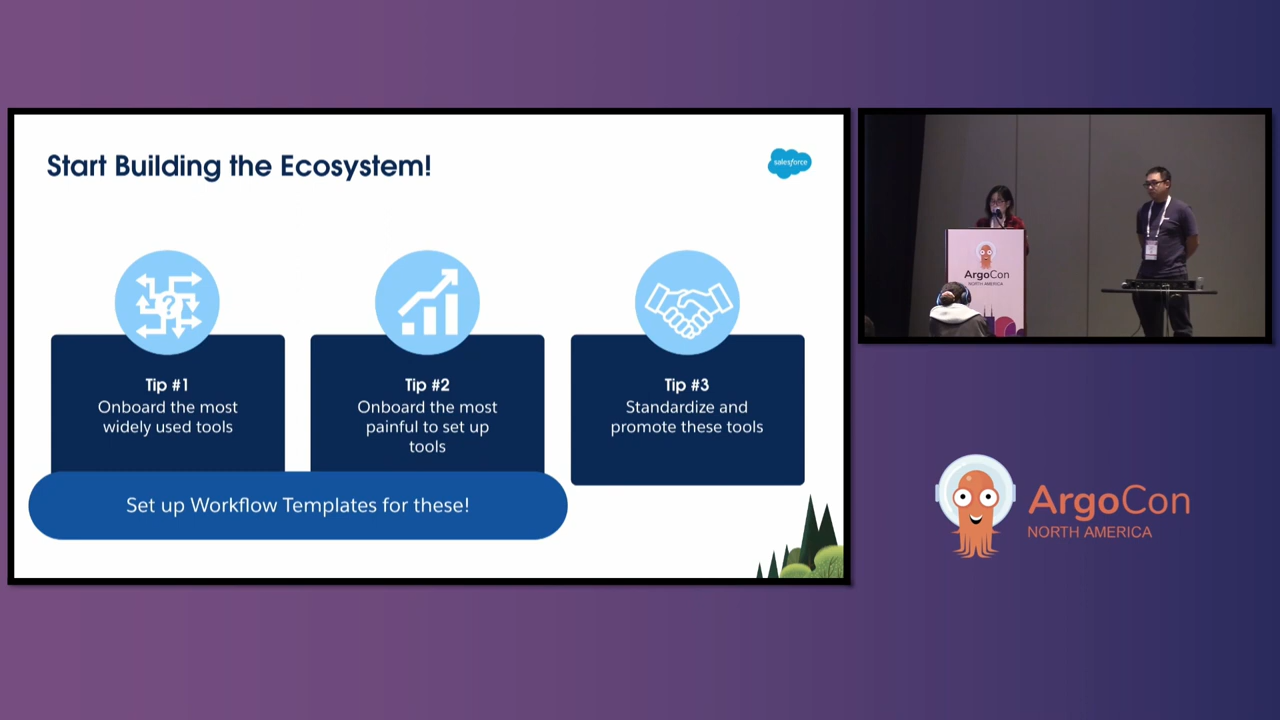 Start Building the Ecosystem!
salesforce
Tip #1
Onboard the most
widely used tools
Tip #2
Onboard the most
painful to set up
tools
Tip #3
Standardize and
promote these tools
Set up Workflow Templates for these!
ArgoCon
NORTH AMERICA
ArgoCon
NORTH AMERICA